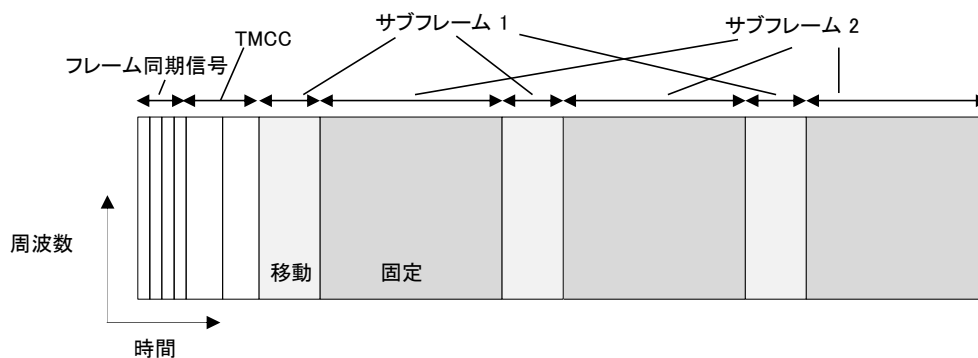 サブフレーム 1
サブフレーム 2
TMCC
フレーム同期信号
周波数
移動
固定
時間